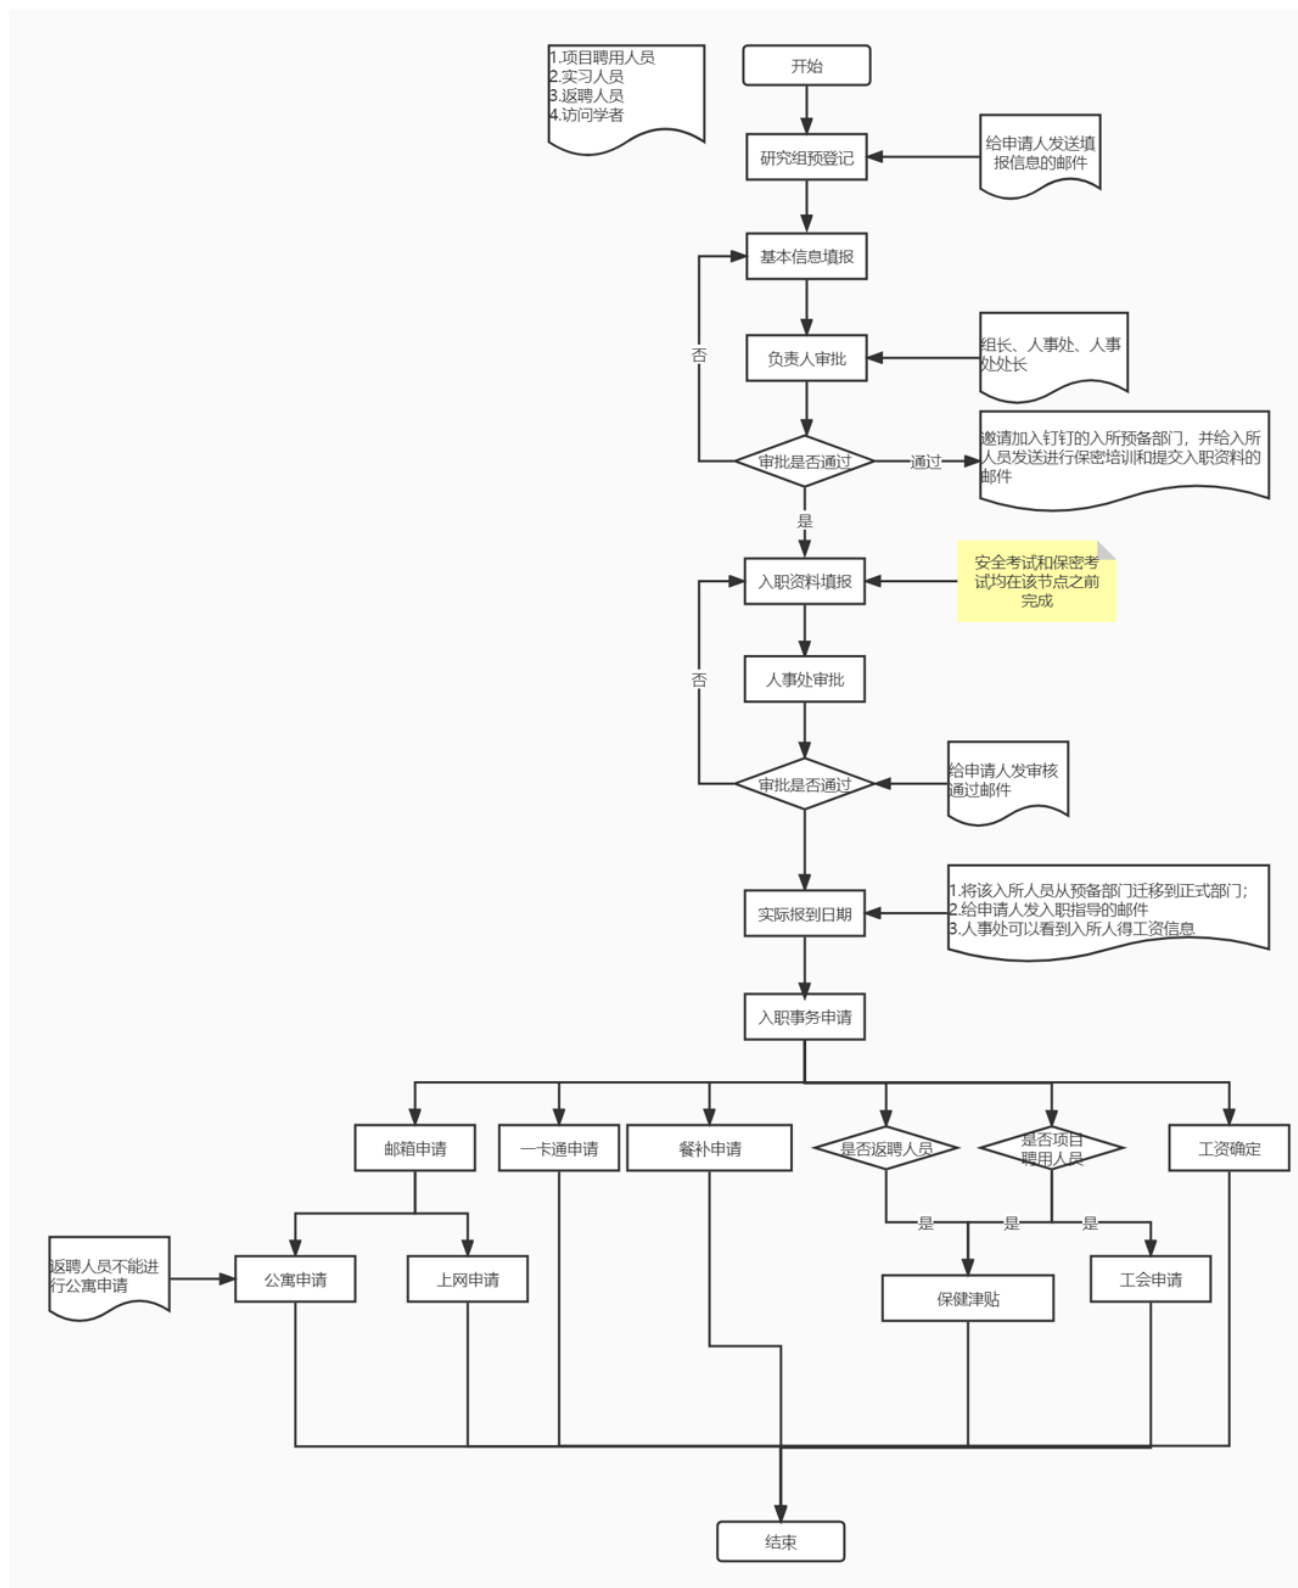 1.项目聘用人员
2.实习人员
3.返聘人员
4.访问学者
开始
给申请人发送填
报信息的邮件
研究组预登记
基本信息填报
否
负责人审批
组长、人事处、人事
处处长
审批是否通过
通过
邀请加入钉钉的入所预备部门，并给入所
人员发送进行保密培训和提交入职资料的
邮件
是
入职资料填报
安全考试和保密考
试均在该节点之前
完成
否
人事处审批
审批是否通过
给申请人发审核
通过邮件
实际报到日期
1.将该入所人员从预备部门迁移到正式部门；
2.给申请人发入职指导的邮件
3.人事处可以看到入所人得工资信息
入职事务申请
邮箱申请
一卡通申请
餐补申请
是否返聘人员
是否项目
聘用人员
工资确定
是
是
是
返聘人员不能进
行公寓申请
公寓申请
上网申请
保健津贴
工会申请
结束